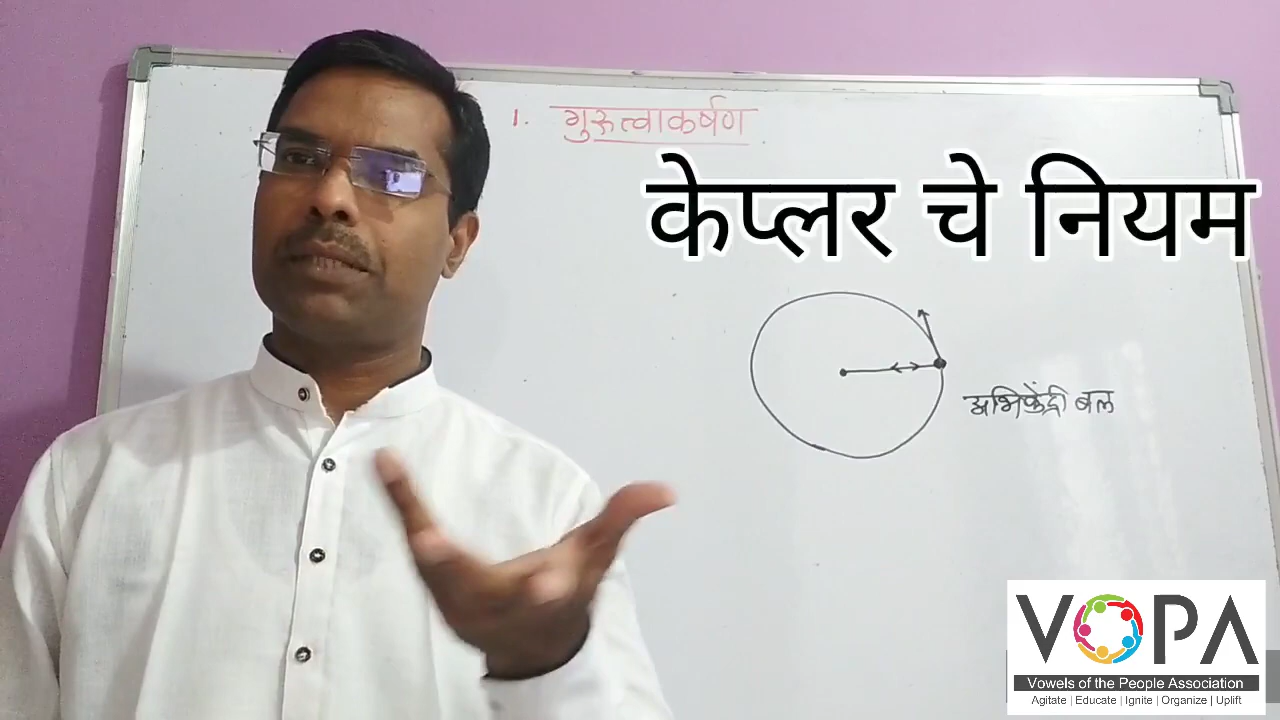 1. गुरुत्वाकर्षण
केप्लर चे नियम
अभिकेंद्री बल
VOPA
Vowels of the People Association
Agitate | Educate | Ignite | Organize | Uplift